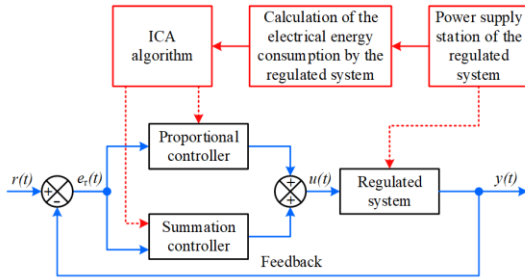 ICA
algorithm
Calculation of the
electrical energy
consumption by the
regulated system
Power supply
station of the
regulated
system
Proportional
controller
r(t)
+
−
eᵣ(t)
+
+
u(t)
Regulated
system
y(t)
Summation
controller
Feedback